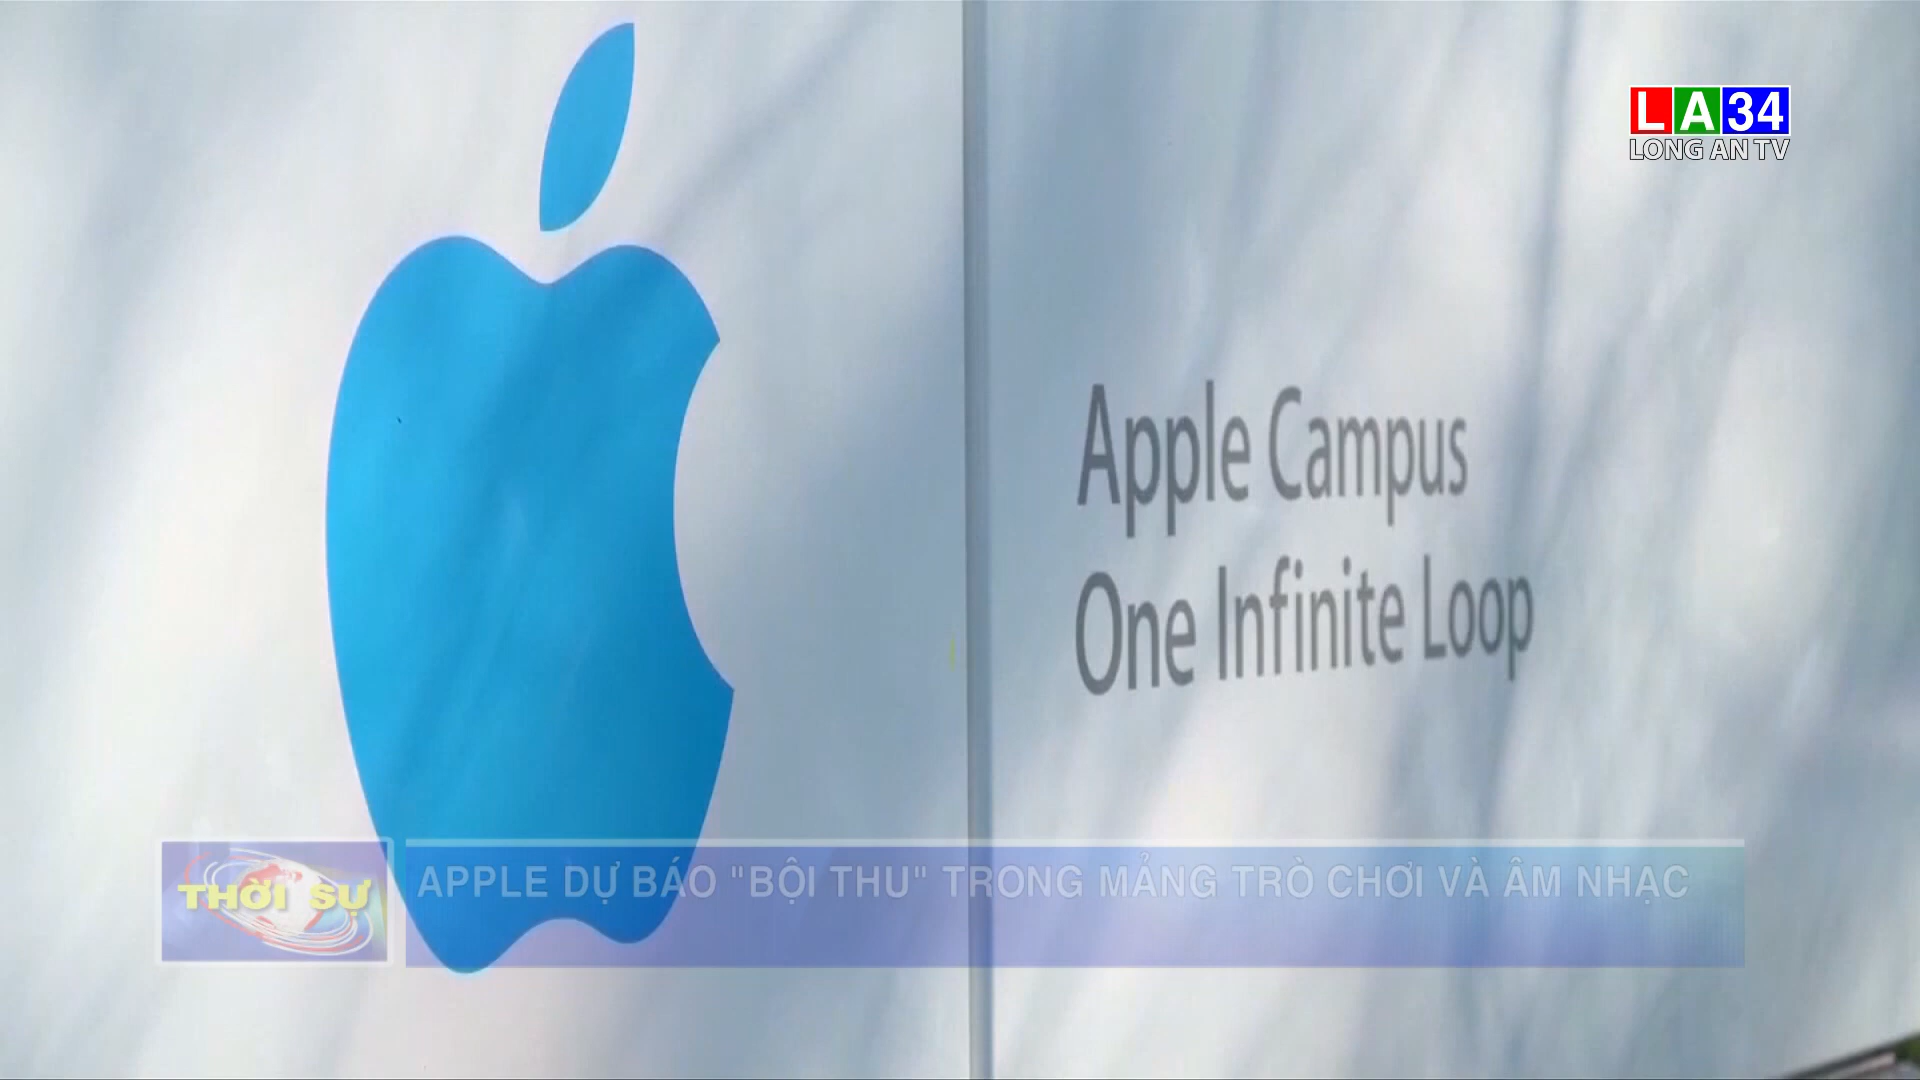 LA34
LONG AN TV
Apple Campus
One Infinite Loop
THỜI SỰ
APPLE DỰ BÁO "BỘI THU" TRONG MẢNG TRÒ CHƠI VÀ ÂM NHẠC